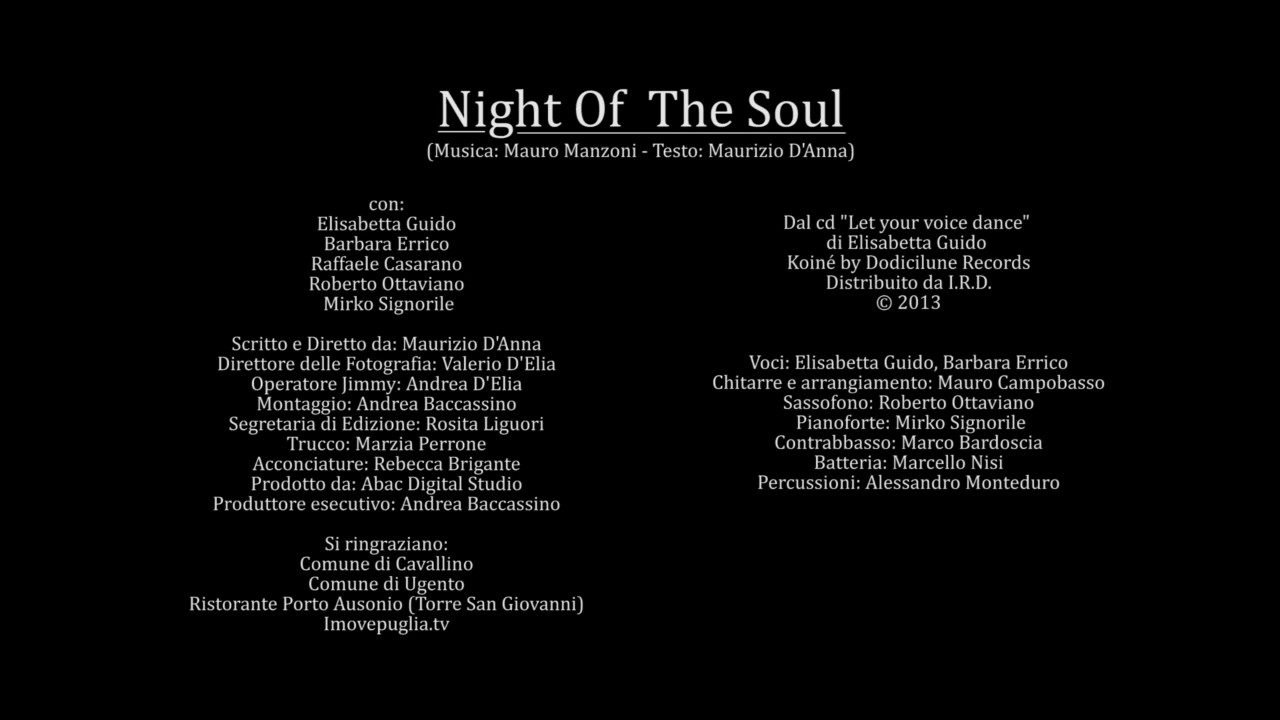 Night Of The Soul
(Musica: Mauro Manzoni - Testo: Maurizio D'Anna)
con:
Elisabetta Guido
Barbara Errico
Raffaele Casarano
Roberto Ottaviano
Mirko Signorile
Scritto e Diretto da: Maurizio D'Anna
Direttore delle Fotografia: Valerio D'Elia
Operatore Jimmy: Andrea D'Elia
Montaggio: Andrea Baccassino
Segretaria di Edizione: Rosita Liguori
Trucco: Marzia Perrone
Acconciature: Rebecca Brigante
Prodotto da: Abac Digital Studio
Produttore esecutivo: Andrea Baccassino
Si ringraziano:
Comune di Cavallino
Comune di Ugento
Ristorante Porto Ausonio (Torre San Giovanni)
Imovepuglia.tv
Dal cd "Let your voice dance"
di Elisabetta Guido
Koiné by Dodicilune Records
Distribuito da I.R.D.
© 2013
Voci: Elisabetta Guido, Barbara Errico
Chitarre e arrangiamento: Mauro Campobasso
Sassofono: Roberto Ottaviano
Pianoforte: Mirko Signorile
Contrabbasso: Marco Bardoscia
Batteria: Marcello Nisi
Percussioni: Alessandro Monteduro